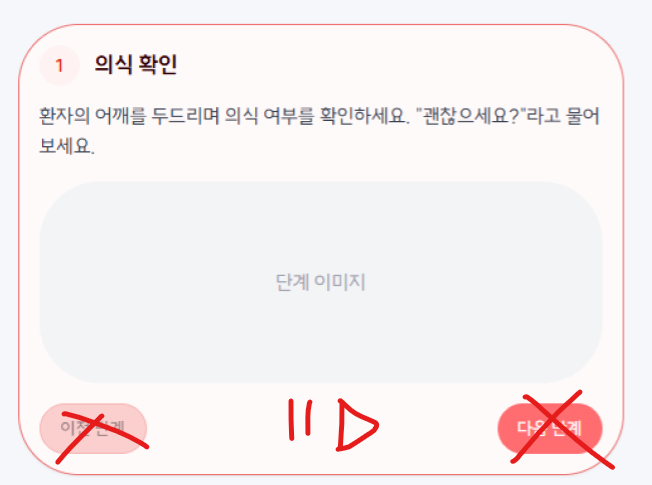 1 의식 확인
환자의 어깨를 두드리며 의식 여부를 확인하세요. "괜찮으세요?"라고 물어
보세요.
단계 이미지
이전 단계 다음 단계